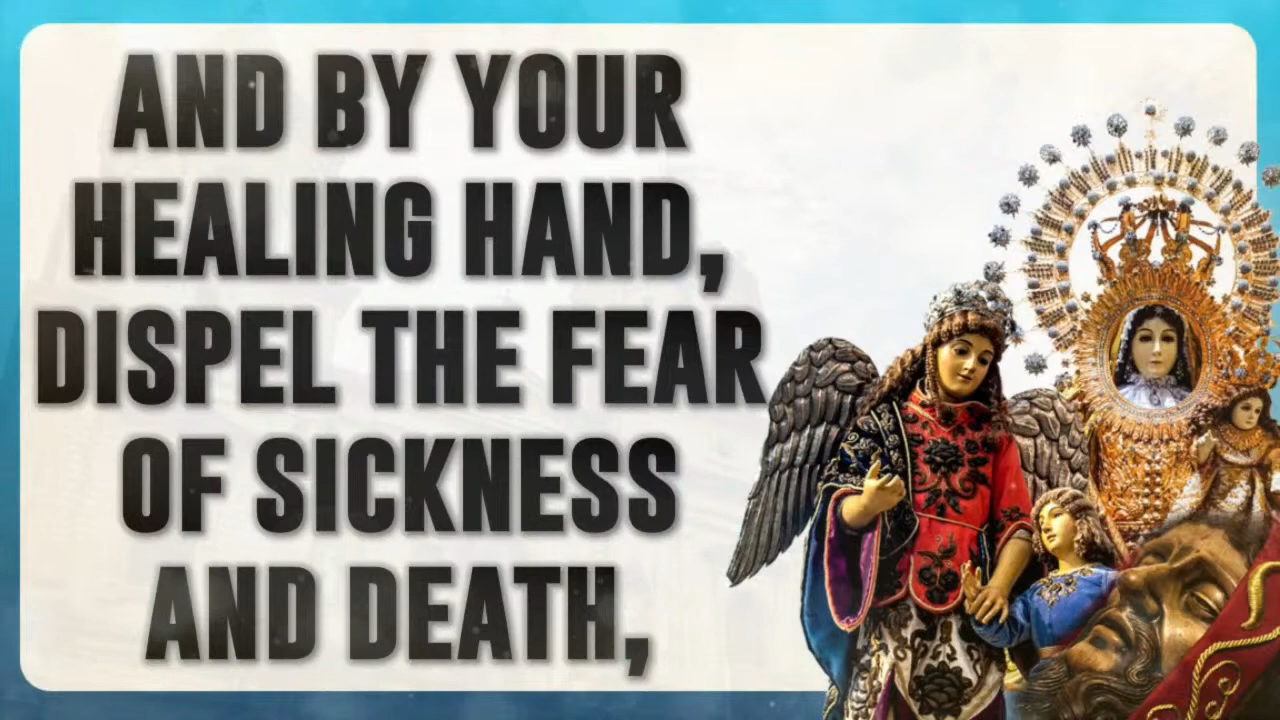 AND BY YOUR
HEALING HAND,
DISPEL THE FEAR
OF SICKNESS
AND DEATH,